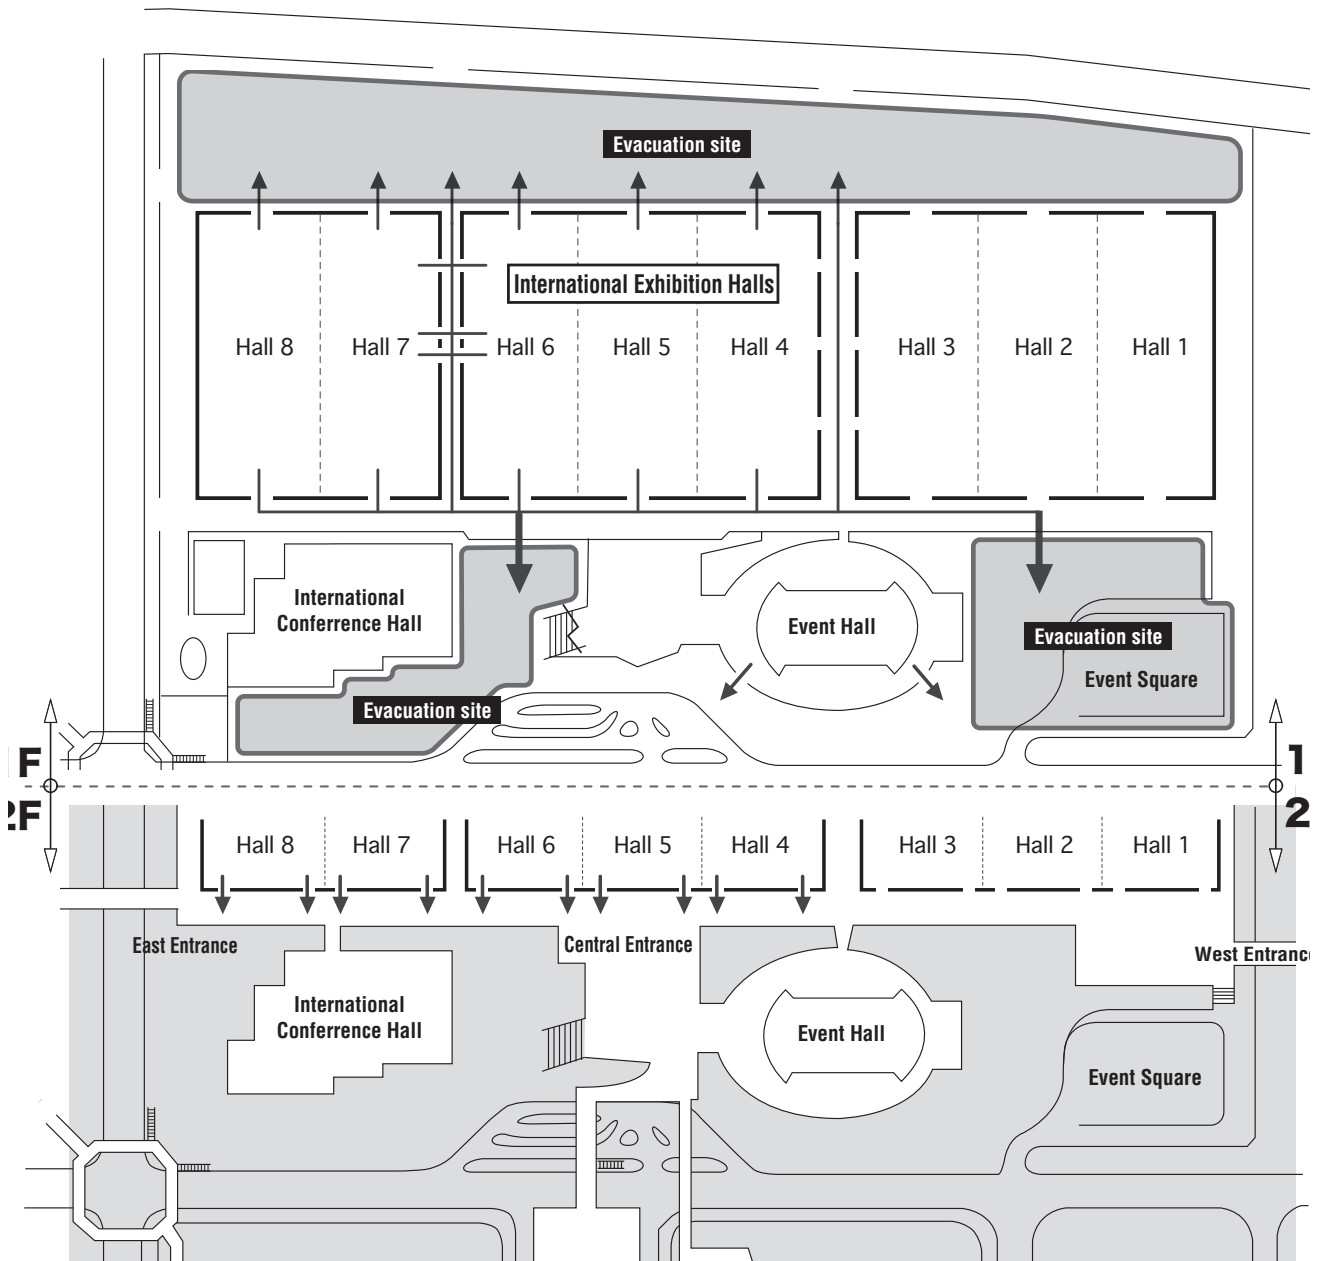 Evacuation site
International Exhibition Halls
Hall 8
Hall 7
Hall 6
Hall 5
Hall 4
Hall 3
Hall 2
Hall 1
International
Conferrence Hall
Event Hall
Evacuation site
Event Square
Evacuation site
1F
1
2F
2
Hall 8
Hall 7
Hall 6
Hall 5
Hall 4
Hall 3
Hall 2
Hall 1
East Entrance
Central Entrance
West Entrance
International
Conferrence Hall
Event Hall
Event Square